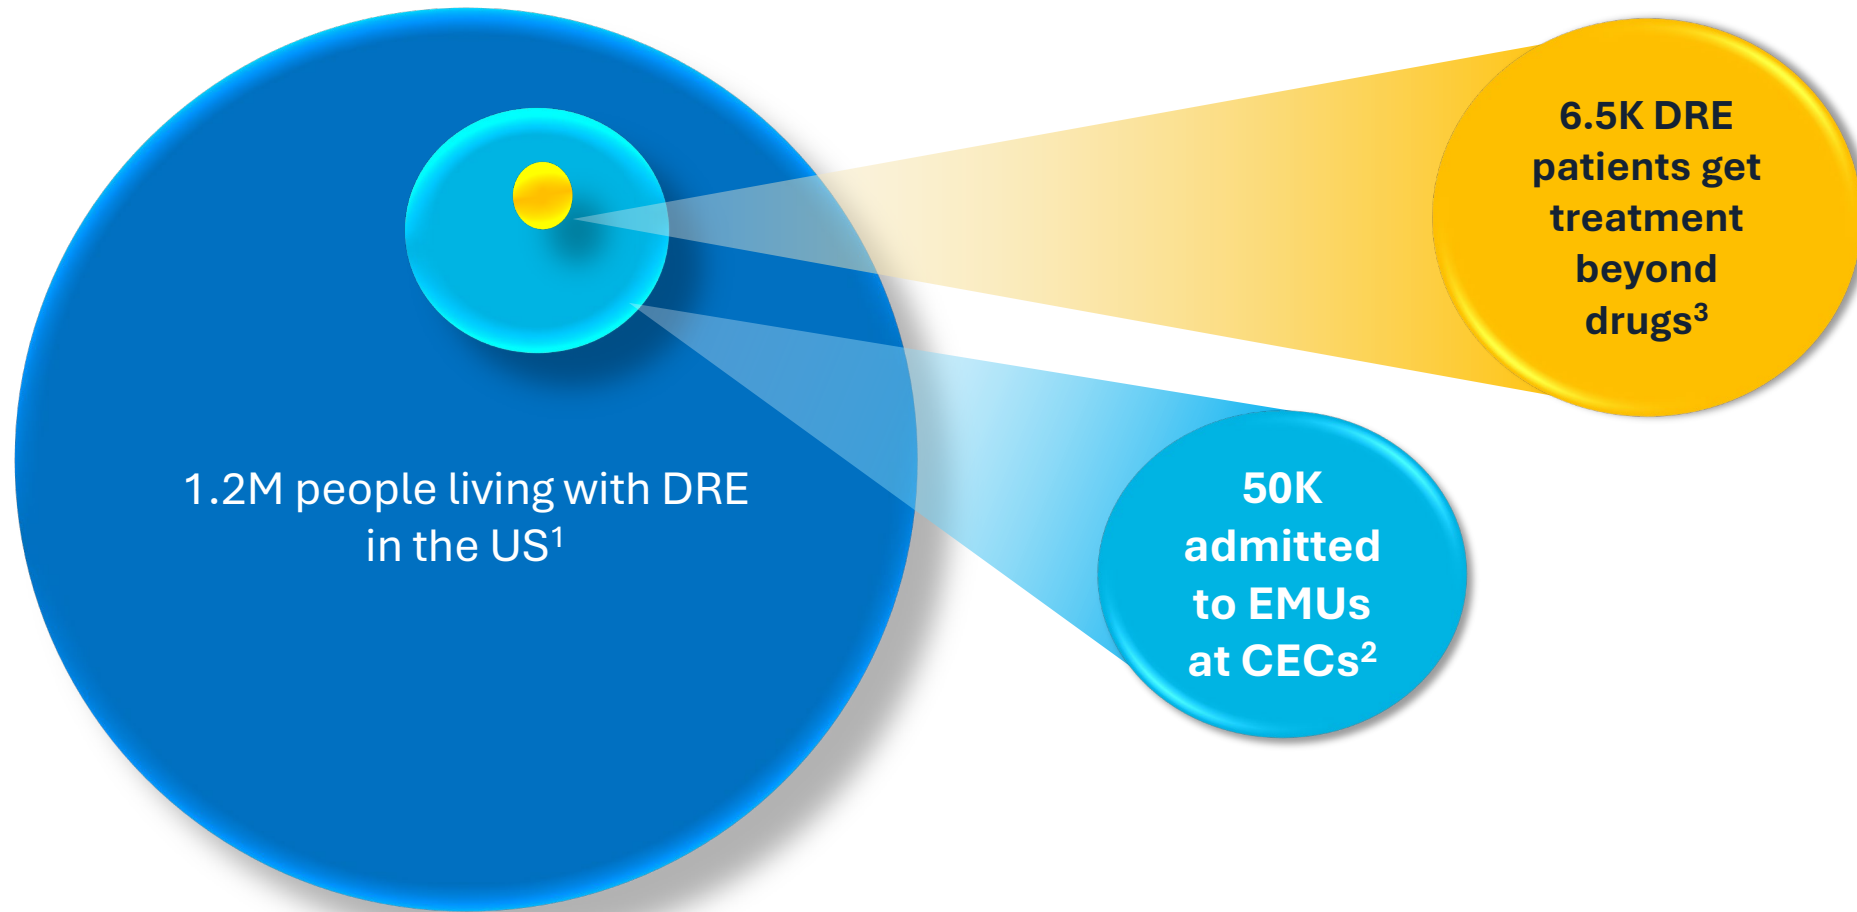 1.2M people living with DRE
in the US¹
6.5K DRE
patients get
treatment
beyond
drugs³
50K
admitted
to EMUs
at CECs²